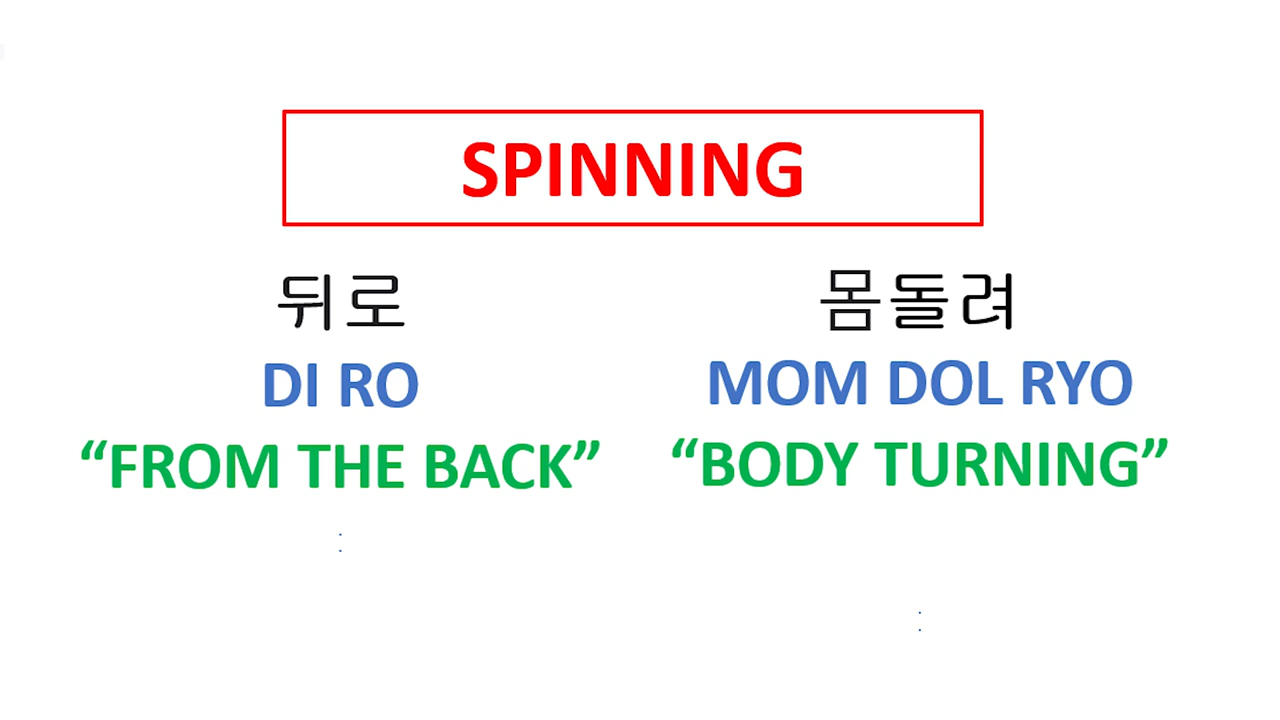 SPINNING
뒤로
DI RO
“FROM THE BACK”
몸돌려
MOM DOL RYO
“BODY TURNING”